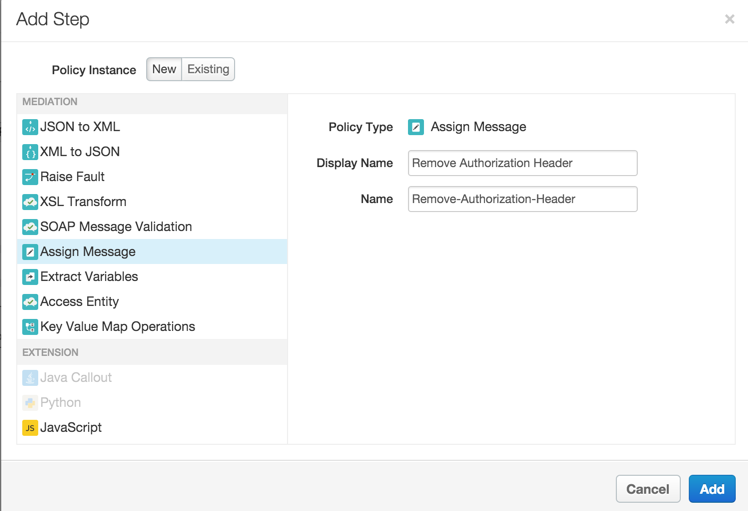 Add Step
×
Policy Instance New Existing
MEDIATION
JSON to XML
XML to JSON
Raise Fault
XSL Transform
SOAP Message Validation
Assign Message
Extract Variables
Access Entity
Key Value Map Operations
EXTENSION
Java Callout
Python
JS JavaScript
Policy Type Assign Message
Display Name Remove Authorization Header
Name Remove-Authorization-Header
Cancel Add